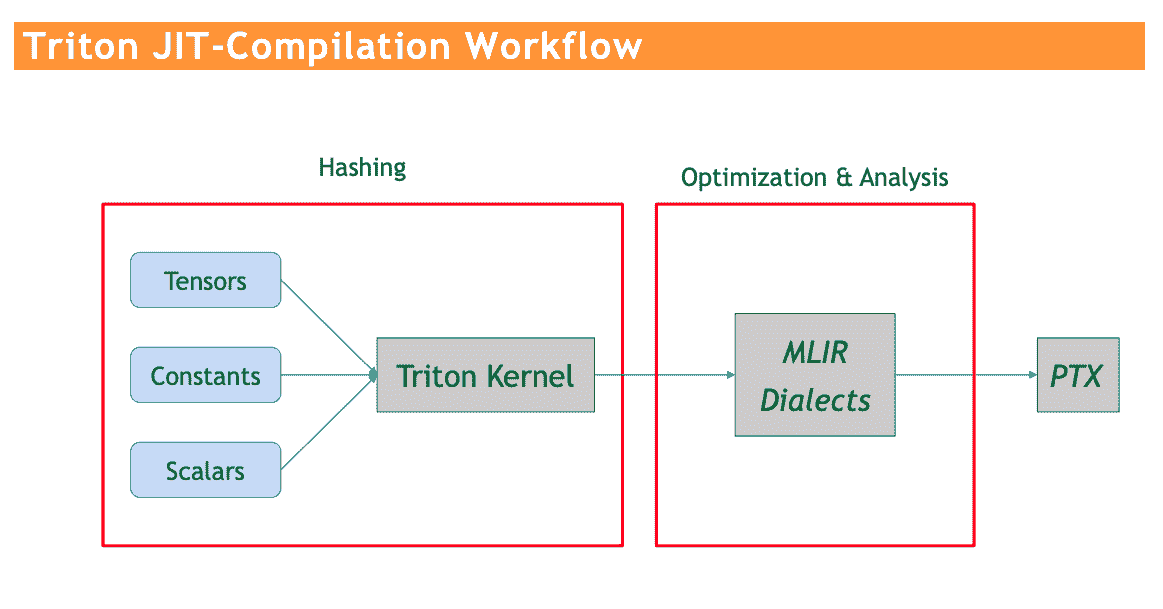 Triton JIT-Compilation Workflow
Hashing
Optimization & Analysis
Tensors
Constants
Scalars
Triton Kernel
MLIR
Dialects
PTX